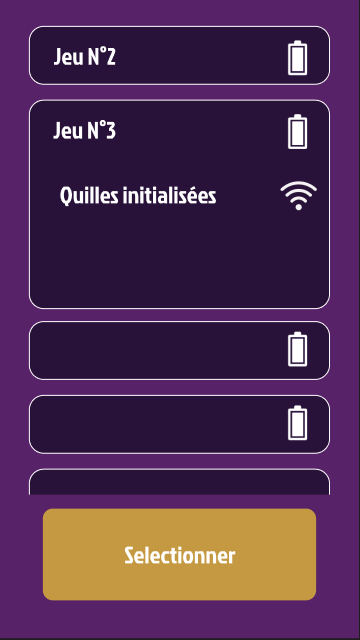 Jeu N°2
Jeu N°3
Quilles initialisées
Selectionner